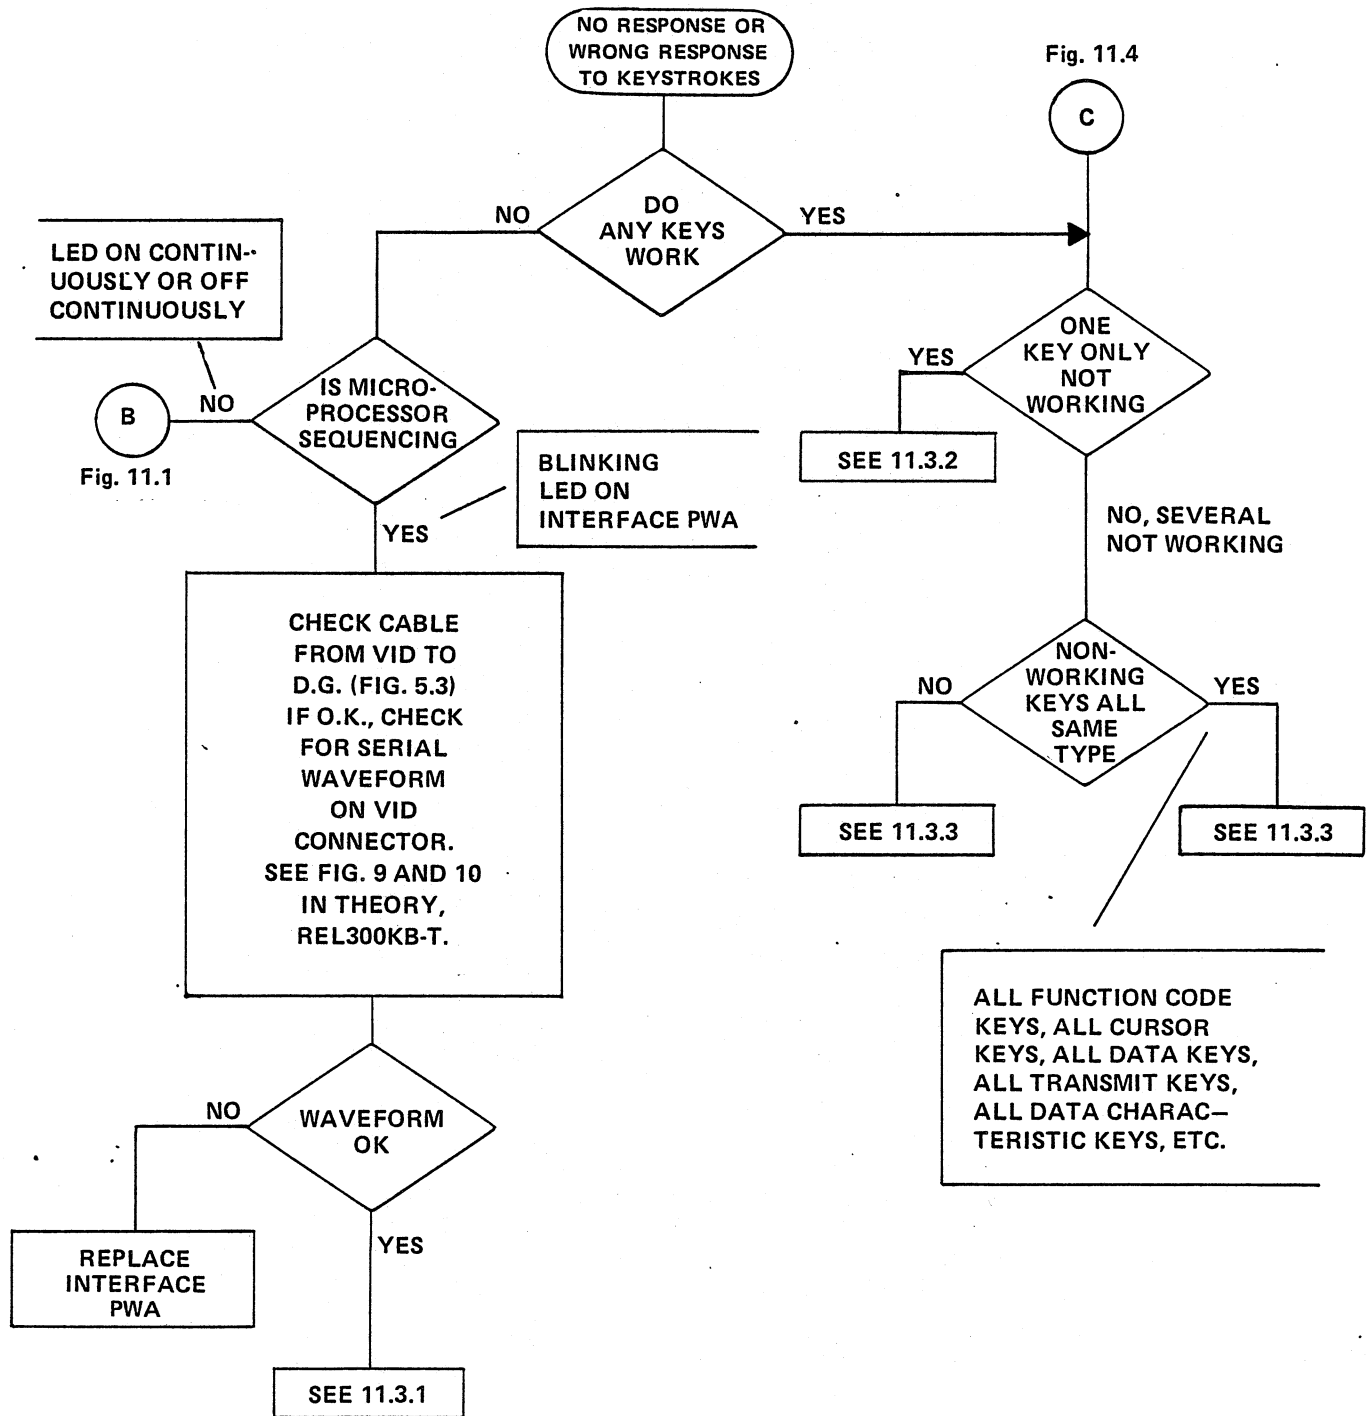 NO RESPONSE OR
WRONG RESPONSE
TO KEYSTROKES
Fig. 11.4
C
DO
ANY KEYS
WORK
NO
YES
LED ON CONTIN-
UOUSLY OR OFF
CONTINUOUSLY
ONE
KEY ONLY
NOT
WORKING
YES
IS MICRO-
PROCESSOR
SEQUENCING
NO
B
Fig. 11.1
SEE 11.3.2
BLINKING
LED ON
INTERFACE PWA
YES
NO, SEVERAL
NOT WORKING
CHECK CABLE
FROM VID TO
D.G. (FIG. 5.3)
IF O.K., CHECK
FOR SERIAL
WAVEFORM
ON VID
CONNECTOR.
SEE FIG. 9 AND 10
IN THEORY,
REL300KB-T.
NON-
WORKING
KEYS ALL
SAME
TYPE
NO
YES
SEE 11.3.3
SEE 11.3.3
ALL FUNCTION CODE
KEYS, ALL CURSOR
KEYS, ALL DATA KEYS,
ALL TRANSMIT KEYS,
ALL DATA CHARAC–
TERISTIC KEYS, ETC.
WAVEFORM
OK
NO
YES
REPLACE
INTERFACE
PWA
SEE 11.3.1